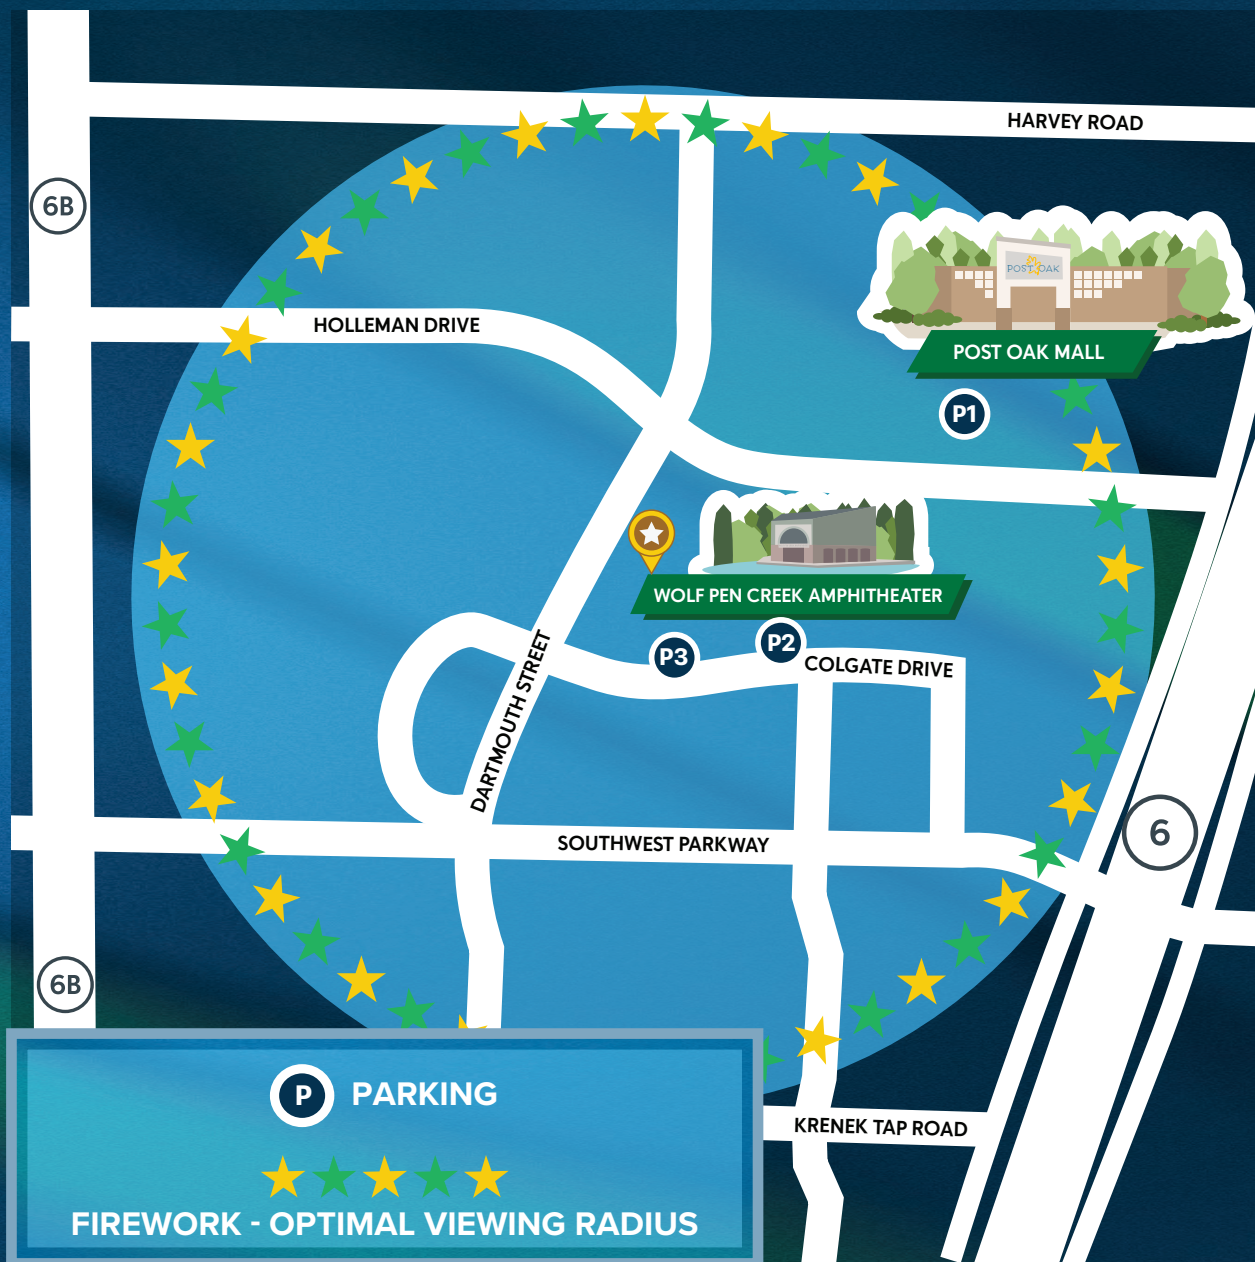 HARVEY ROAD
6B
POST OAK
HOLLEMAN DRIVE
POST OAK MALL
P1
WOLF PEN CREEK AMPHITHEATER
P2
P3
COLGATE DRIVE
DARTMOUTH STREET
6
SOUTHWEST PARKWAY
6B
P PARKING
KRENEK TAP ROAD
FIREWORK - OPTIMAL VIEWING RADIUS